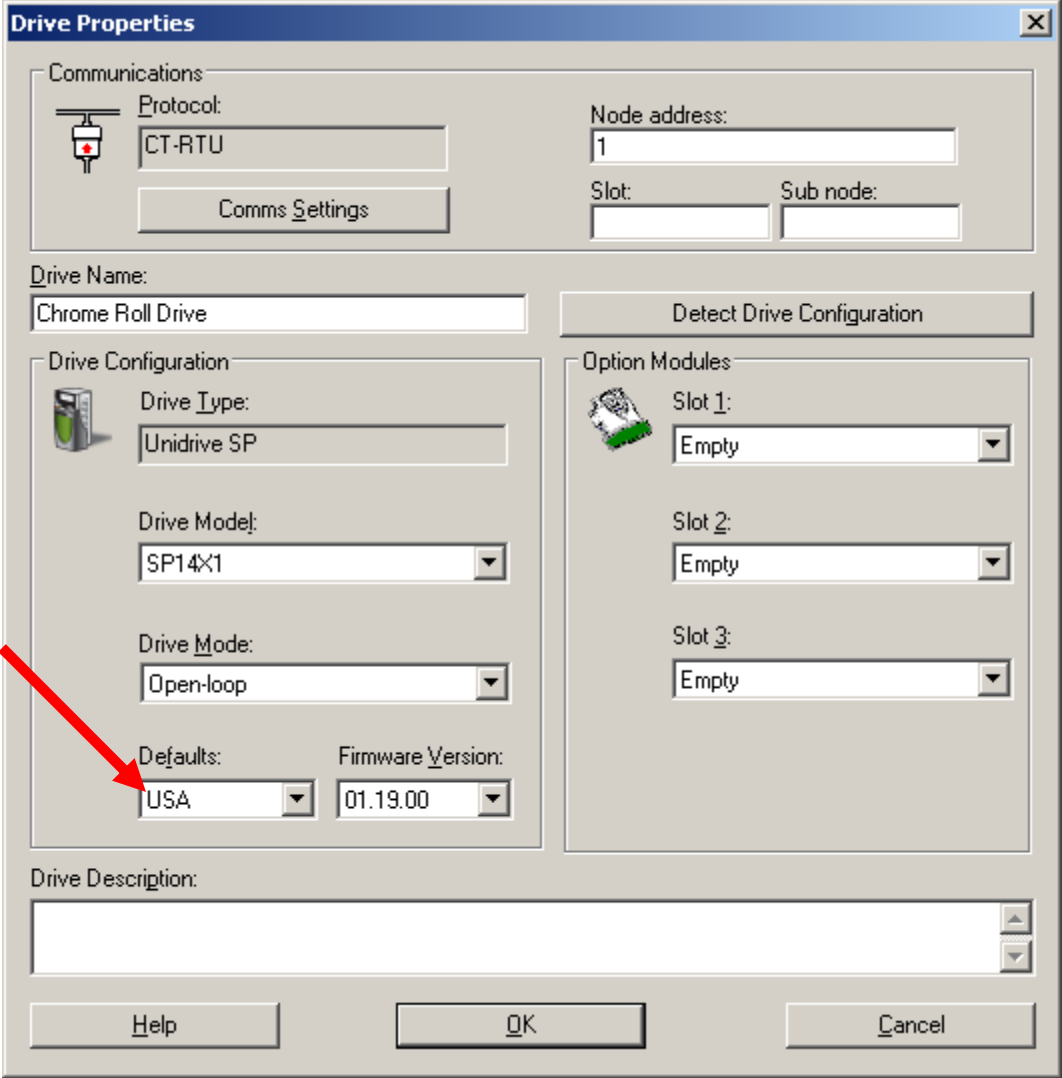 Drive Properties
Communications
Protocol:
CT-RTU
Comms Settings
Node address:
1
Slot:
Sub node:
Drive Name:
Chrome Roll Drive
Detect Drive Configuration
Drive Configuration
Drive Type:
Unidrive SP
Drive Model:
SP14X1
Drive Mode:
Open-loop
Defaults:
USA
Firmware Version:
01.19.00
Option Modules
Slot 1:
Empty
Slot 2:
Empty
Slot 3:
Empty
Drive Description:
Help
OK
Cancel